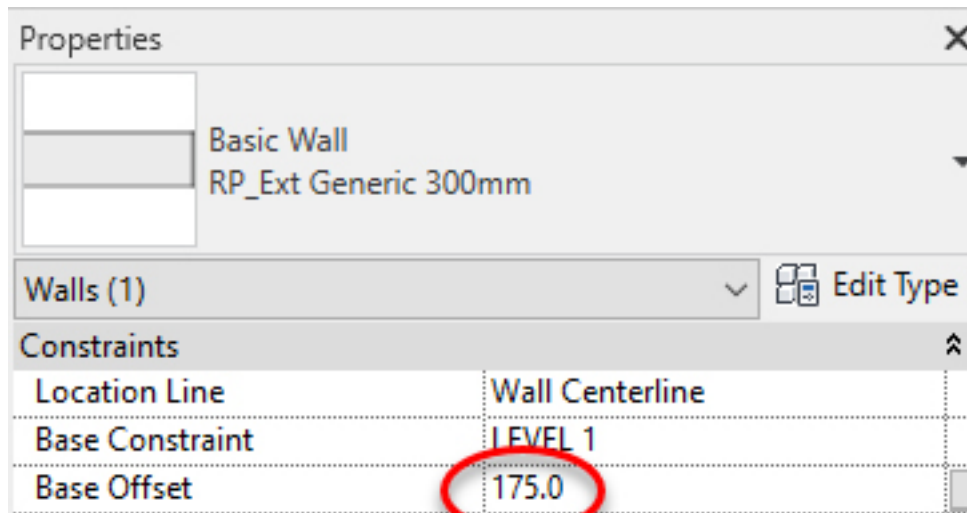 Properties
Basic Wall
RP_Ext Generic 300mm
Walls (1) Edit Type
Constraints
Location Line Wall Centerline
Base Constraint LEVEL 1
Base Offset 175.0